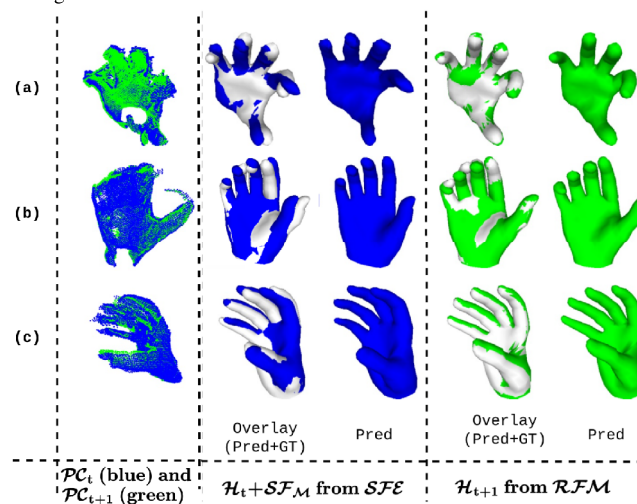 (a)
(b)
(c)
Overlay
(Pred+GT)
Pred
Overlay
(Pred+GT)
Pred
𝒫𝒞ₜ (blue) and
𝒫𝒞ₜ₊₁ (green)
ℋₜ+𝒮ℱ_ℳ from 𝒮ℱℰ
ℋₜ₊₁ from ℛℱℳ